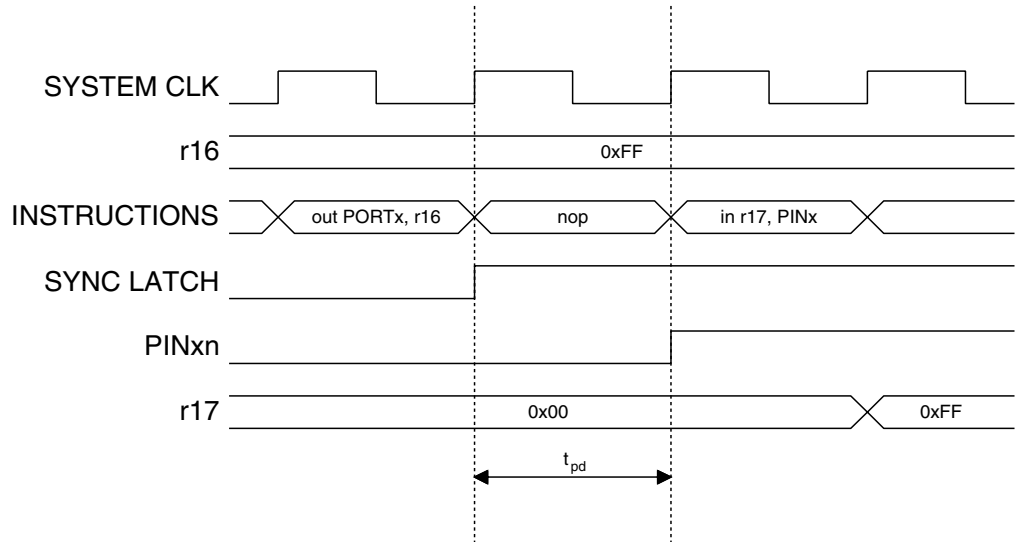 SYSTEM CLK
r16
0xFF
INSTRUCTIONS
out PORTx, r16
nop
in r17, PINx
SYNC LATCH
PINxn
r17
0x00
0xFF
tpd